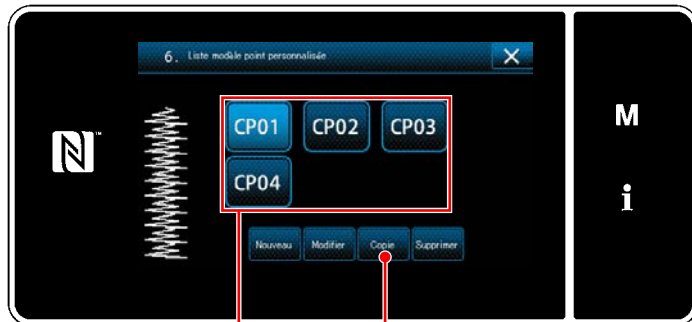 6. Liste modèle point personnalisée
CP01 CP02 CP03
CP04
Nouveau Modifier Copie Supprimer
M
i